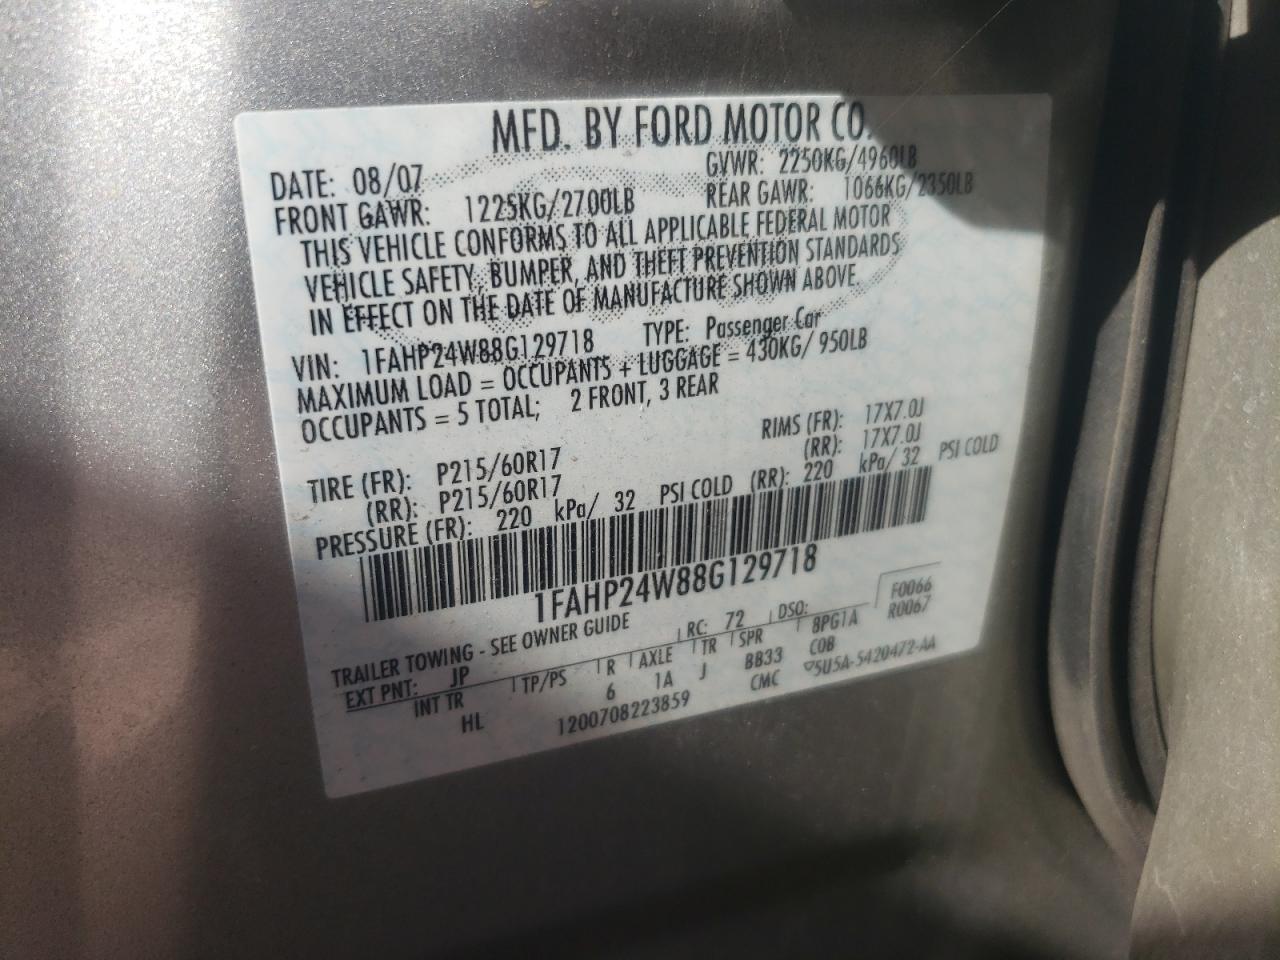 MFD. BY FORD MOTOR CO.
DATE: 08/07 GVWR: 2250KG/4960LB
FRONT GAWR: 1225KG/2700LB REAR GAWR: 1066KG/2350LB
THIS VEHICLE CONFORMS TO ALL APPLICABLE FEDERAL MOTOR
VEHICLE SAFETY, BUMPER, AND THEFT PREVENTION STANDARDS
IN EFFECT ON THE DATE OF MANUFACTURE SHOWN ABOVE.
VIN: 1FAHP24W88G129718 TYPE: Passenger Car
MAXIMUM LOAD = OCCUPANTS + LUGGAGE = 430KG/ 950LB
OCCUPANTS = 5 TOTAL; 2 FRONT, 3 REAR
TIRE (FR): P215/60R17 RIMS (FR): 17X7.0J
(RR): P215/60R17 (RR): 17X7.0J
PRESSURE (FR): 220 kPa/ 32 PSI COLD (RR): 220 kPa/ 32 PSI COLD
1FAHP24W88G129718
TRAILER TOWING - SEE OWNER GUIDE F0066
EXT PNT: JP RC: 72 DSO: R0067
INT TR TP/PS R AXLE TR SPR 8PG1A
HL 6 1A J BB33 COB
1200708223859 CMC 5U5A-5420472-AA